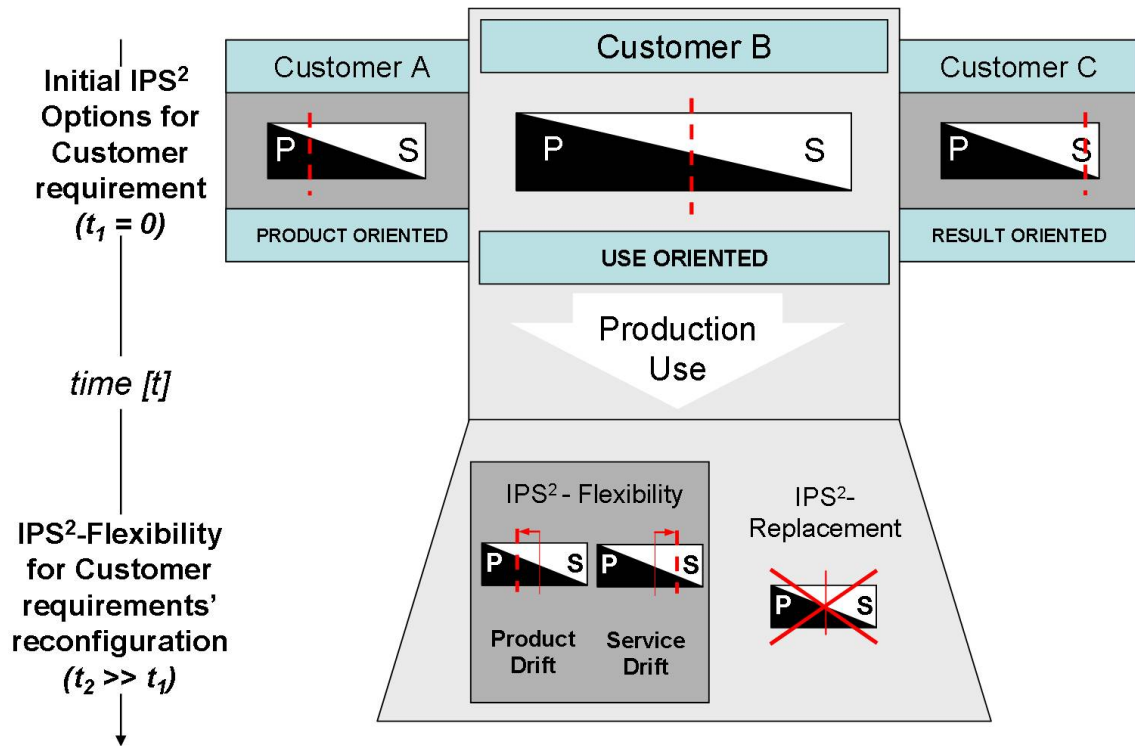 Initial IPS²
Options for
Customer
requirement
(t₁ = 0)
time [t]
IPS²-Flexibility
for Customer
requirements’
reconfiguration
(t₂ >> t₁)
Customer A
P S
PRODUCT ORIENTED
Customer B
P S
USE ORIENTED
Customer C
P S
RESULT ORIENTED
Production
Use
IPS² - Flexibility
P S
Product
Drift
P S
Service
Drift
IPS²-
Replacement
P S